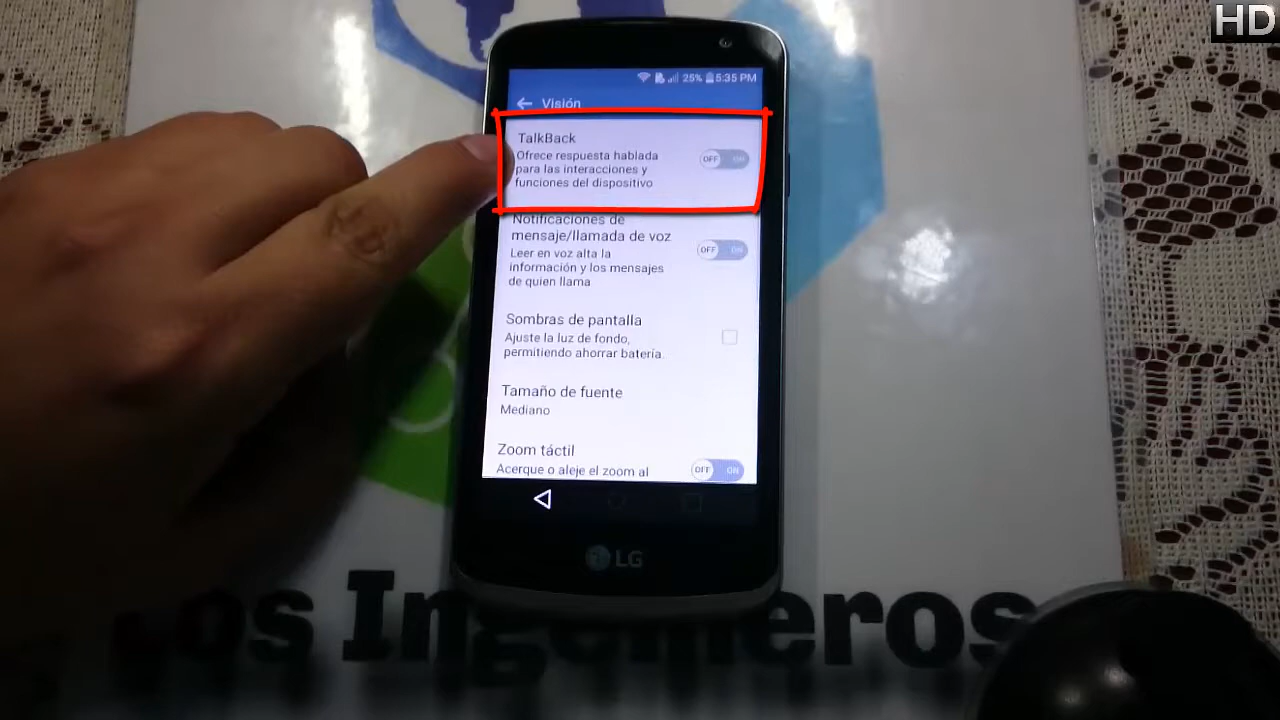 HD
25% 5:35 PM
Visión
TalkBack
Ofrece respuesta hablada
para las interacciones y
funciones del dispositivo
OFF ON
Notificaciones de
mensaje/llamada de voz
Leer en voz alta la
información y los mensajes
de quien llama
OFF ON
Sombras de pantalla
Ajuste la luz de fondo,
permitiendo ahorrar batería.
Tamaño de fuente
Mediano
Zoom táctil
Acerque o aleje el zoom al
OFF ON
LG
Los Ingenieros